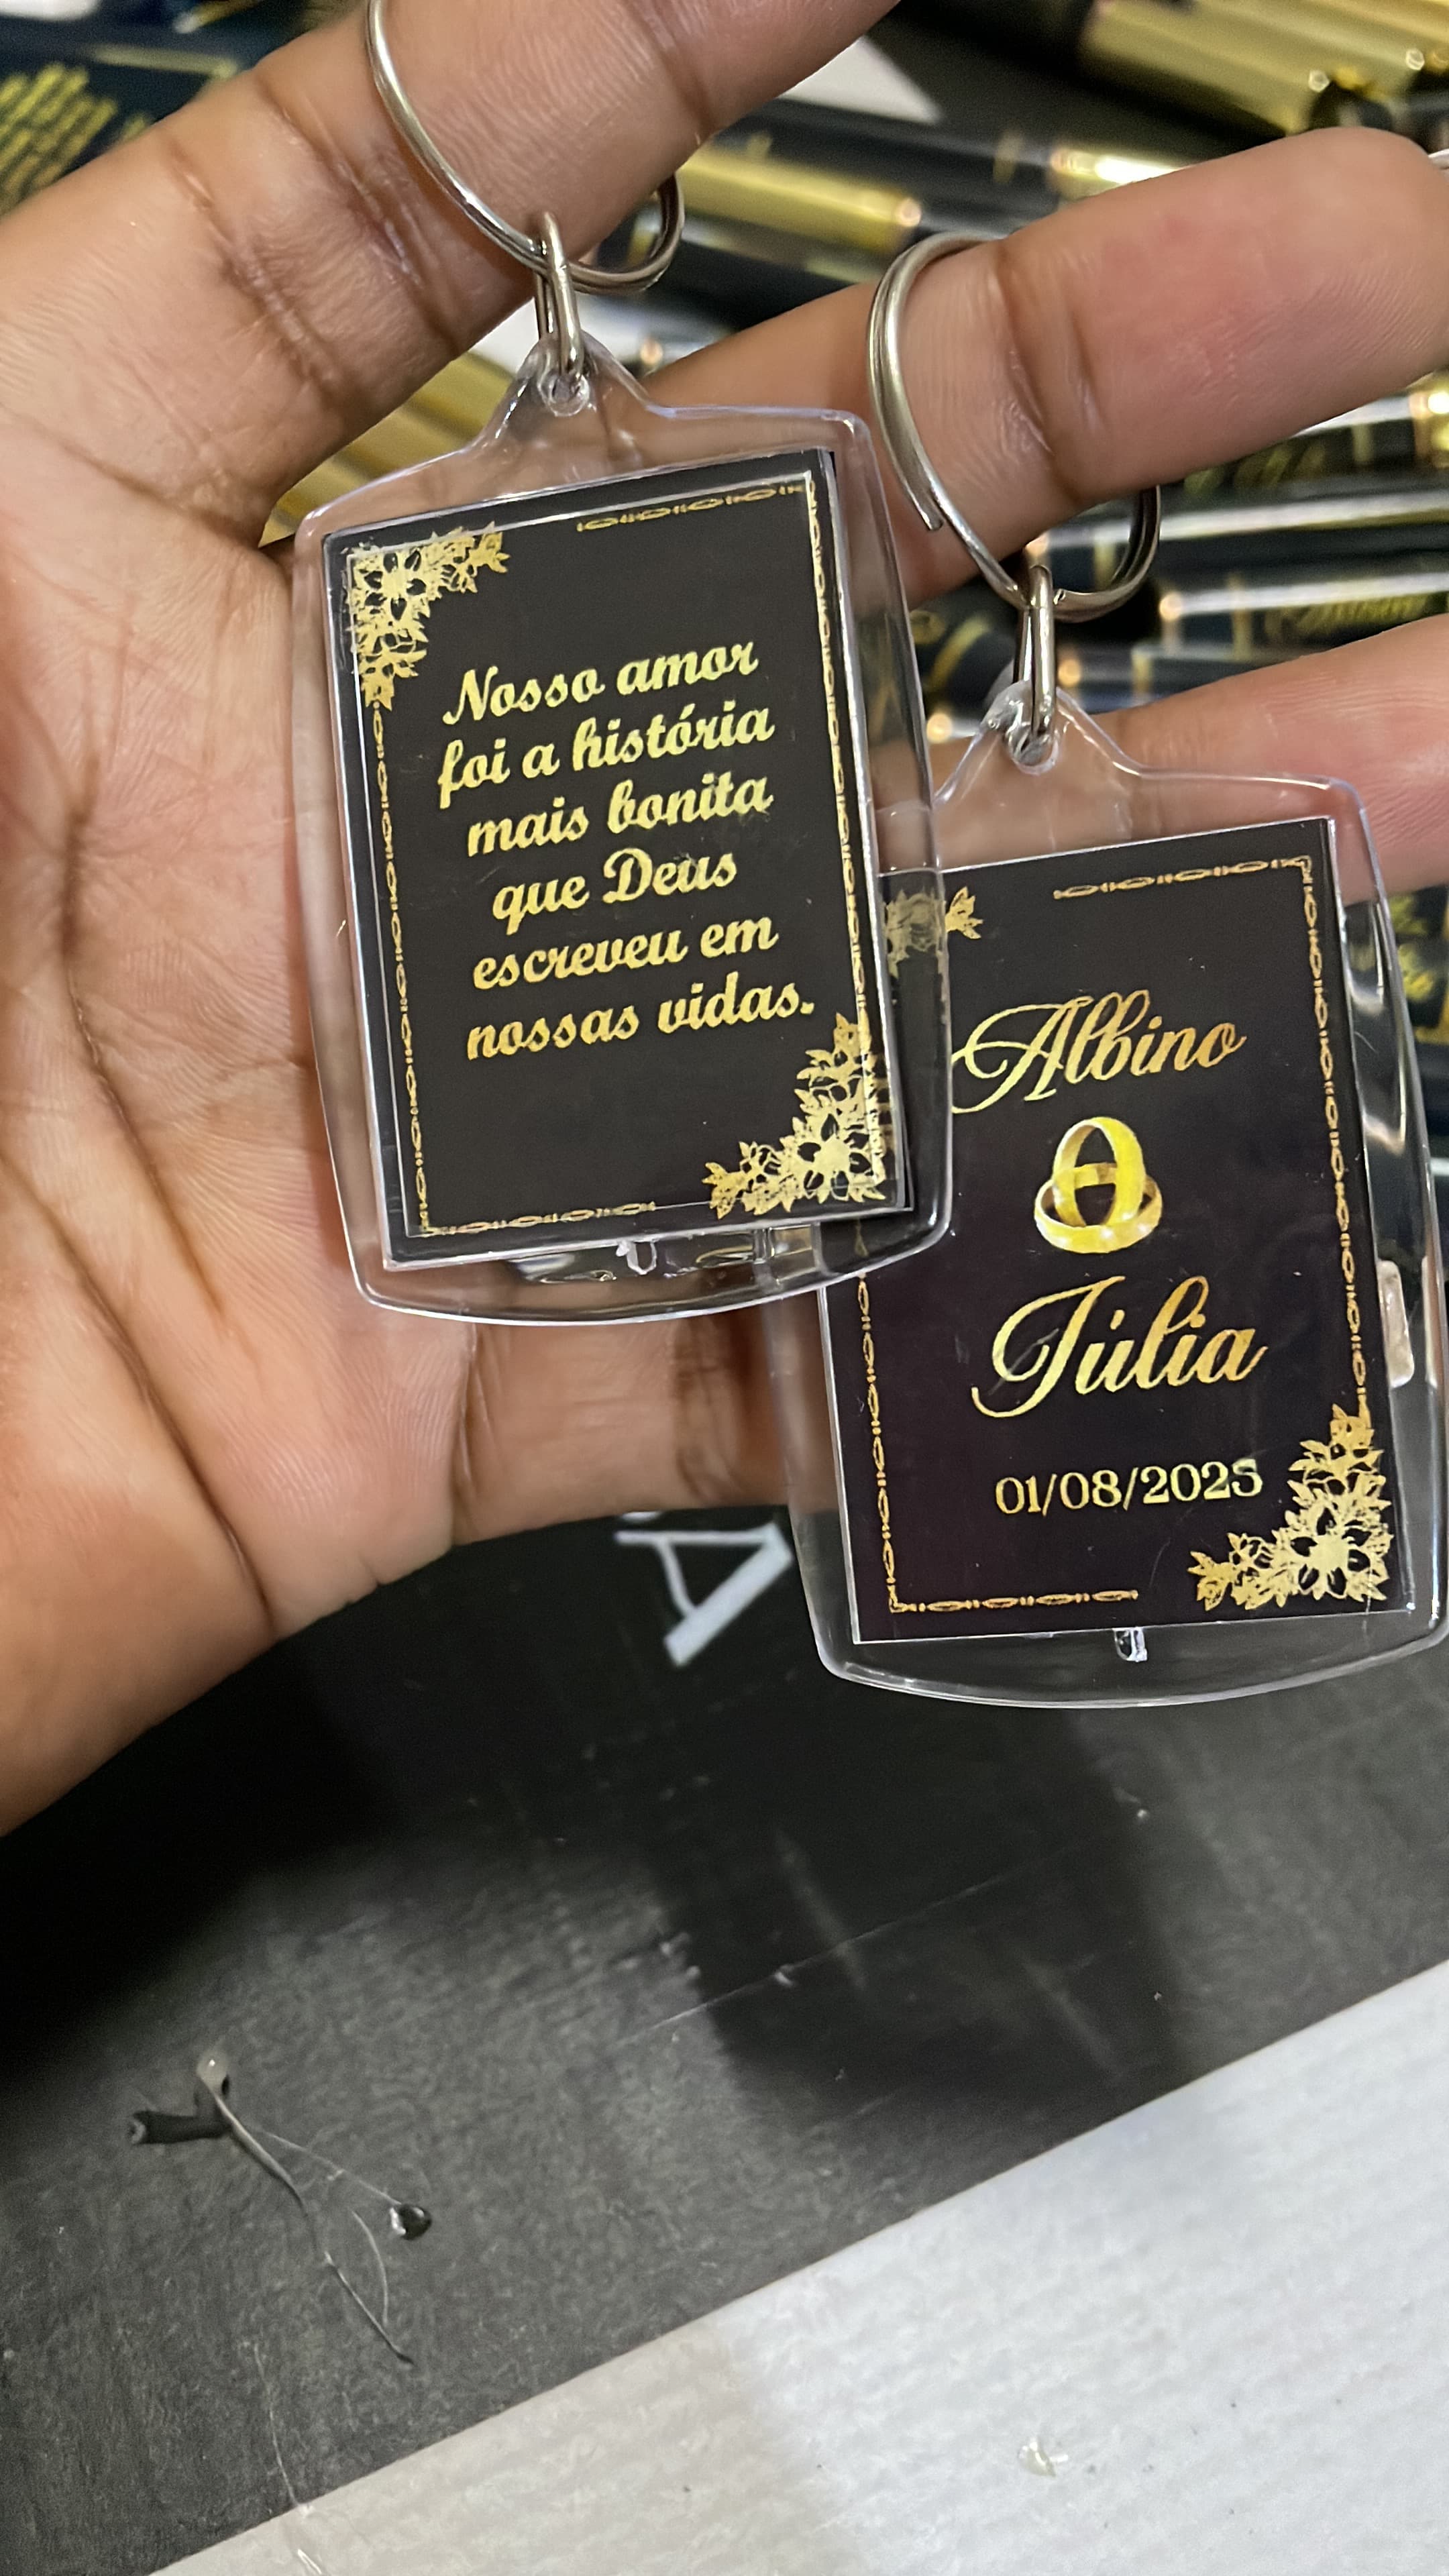 Nosso amor
foi a história
mais bonita
que Deus
escreveu em
nossas vidas.
Albino
Júlia
01/08/2025
A